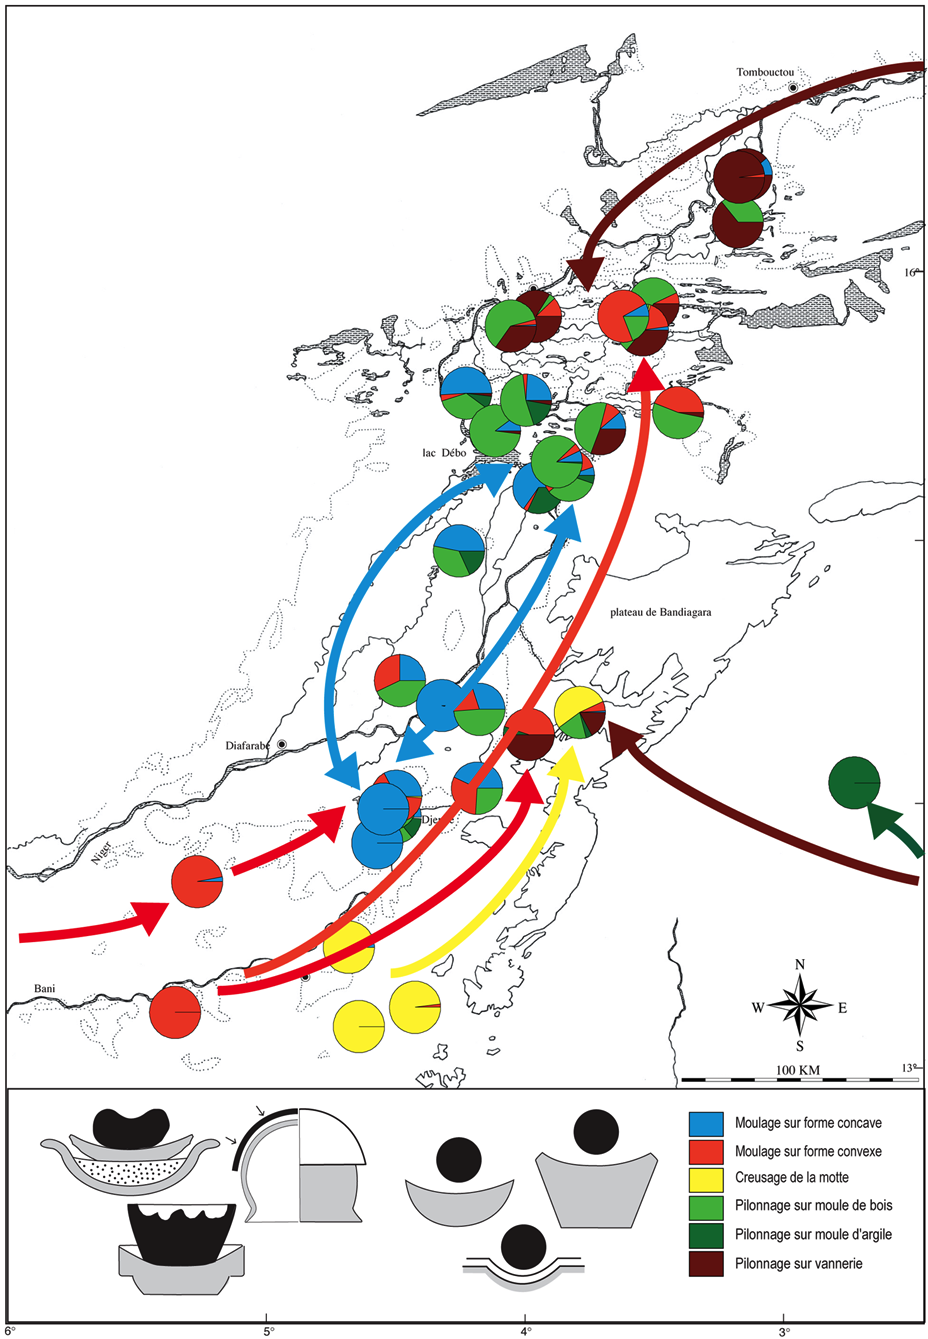 Tombouctou
16°
lac Débo
plateau de Bandiagara
Diafarabé
Djenné
Niger
Bani
N
W E
S
100 KM
13°
Moulage sur forme concave
Moulage sur forme convexe
Creusage de la motte
Pilonnage sur moule de bois
Pilonnage sur moule d'argile
Pilonnage sur vannerie
6° 5° 4° 3°